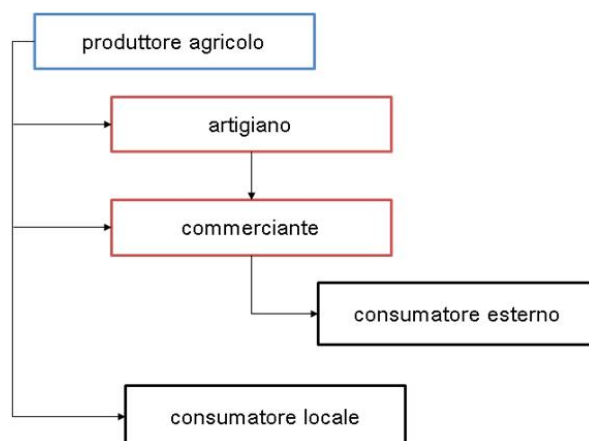 produttore agricolo
artigiano
commerciante
consumatore esterno
consumatore locale